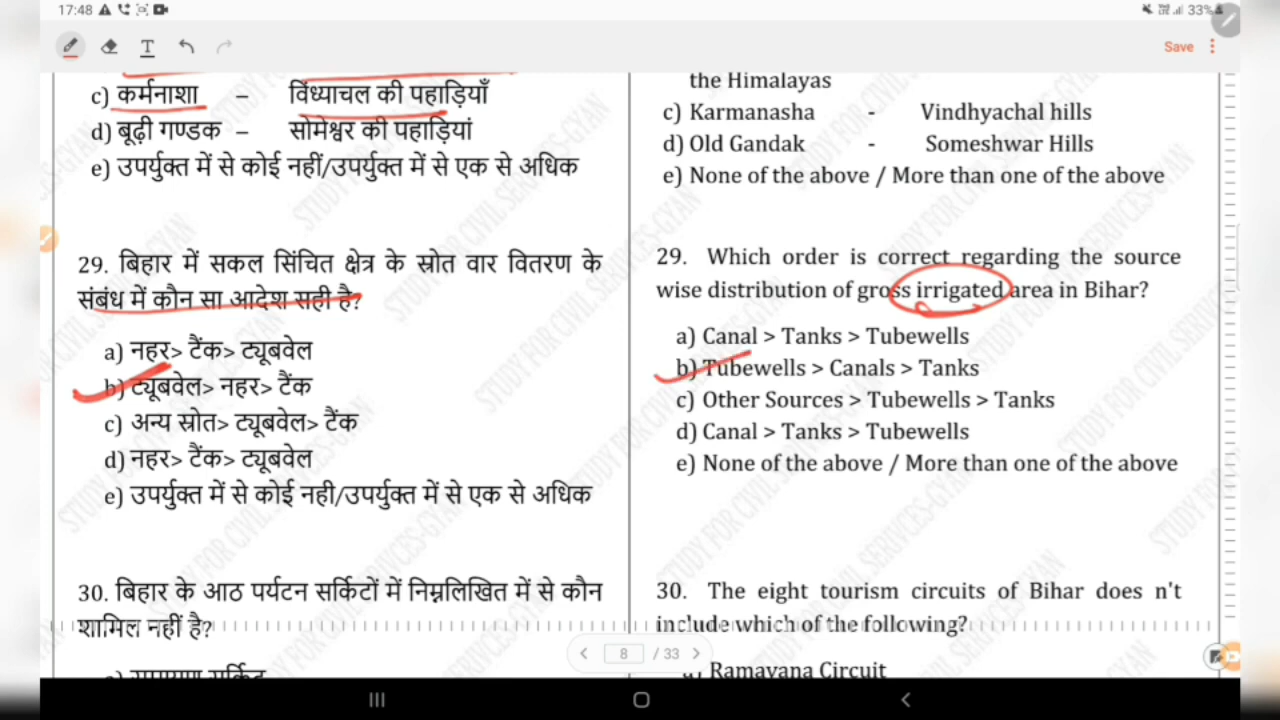 17:48
33%
Save
c) कर्मनाशा – विंध्याचल की पहाड़ियाँ
d) बूढ़ी गण्डक – सोमेश्वर की पहाड़ियां
e) उपर्युक्त में से कोई नहीं/उपर्युक्त में से एक से अधिक
29. बिहार में सकल सिंचित क्षेत्र के स्रोत वार वितरण के
संबंध में कौन सा आदेश सही है?
a) नहर> टैंक> ट्यूबवेल
b) ट्यूबवेल> नहर> टैंक
c) अन्य स्रोत> ट्यूबवेल> टैंक
d) नहर> टैंक> ट्यूबवेल
e) उपर्युक्त में से कोई नही/उपर्युक्त में से एक से अधिक
30. बिहार के आठ पर्यटन सर्किटों में निम्नलिखित में से कौन
शामिल नहीं है?
the Himalayas
c) Karmanasha - Vindhyachal hills
d) Old Gandak - Someshwar Hills
e) None of the above / More than one of the above
29. Which order is correct regarding the source
wise distribution of gross irrigated area in Bihar?
a) Canal > Tanks > Tubewells
b) Tubewells > Canals > Tanks
c) Other Sources > Tubewells > Tanks
d) Canal > Tanks > Tubewells
e) None of the above / More than one of the above
30. The eight tourism circuits of Bihar does n't
include which of the following?
Ramayana Circuit
8 / 33
STUDY FOR CIVIL SERIVCES-GYAN